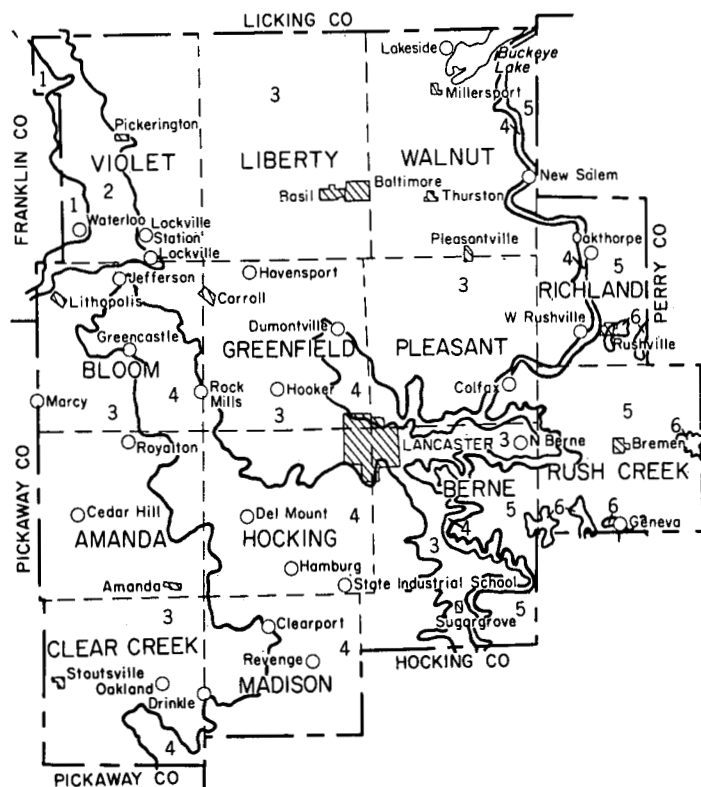 LICKING CO
Lakeside
Buckeye
Lake
1
3
Millersport
5
4
FRANKLIN CO
Pickerington
VIOLET
LIBERTY
WALNUT
2
Basil
Baltimore
Thurston
New Salem
1
Waterloo
Lockville
Station
Lockville
Pleasantville
Oakthorpe
4
5
PERRY CO
Jefferson
Havensport
3
RICHLAND
Lithopolis
Carroll
Dumontville
W Rushville
6
Rushville
Greencastle
GREENFIELD
PLEASANT
BLOOM
4
Rock
Mills
Hooker
4
Colfax
Marcy
3
3
5
6
LANCASTER
3
N Berne
Bremen
Royalton
RUSH CREEK
PICKAWAY CO
BERNE
Cedar Hill
Del Mount
4
5
6
6
Geneva
AMANDA
HOCKING
4
3
Hamburg
Amanda
State Industrial School
3
5
Sugargrove
Clearport
CLEAR CREEK
4
Revenge
HOCKING CO
Stoutsville
Oakland
MADISON
Drinkle
4
PICKAWAY CO